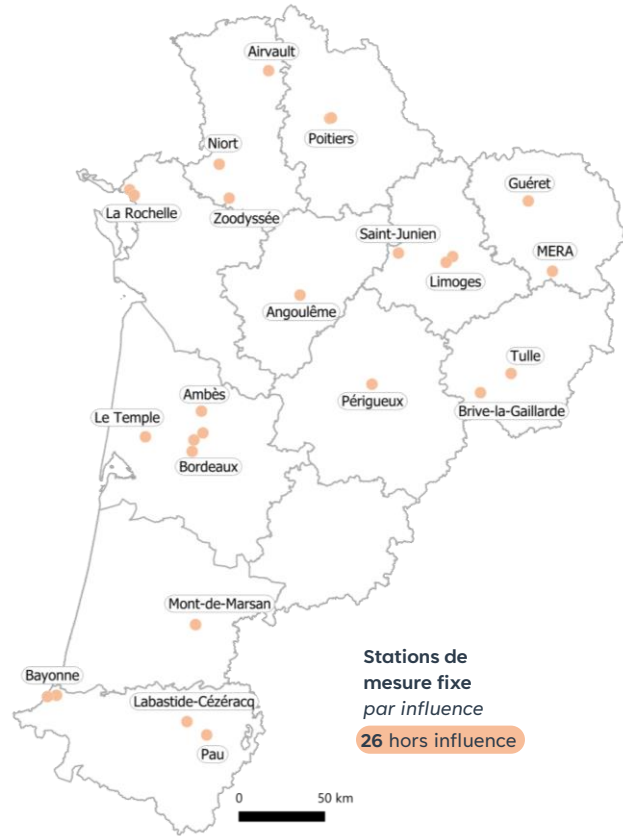 Airvault
Poitiers
Niort
La Rochelle
Zoodyssée
Guéret
Saint-Junien
MERA
Limoges
Angoulême
Tulle
Périgueux
Brive-la-Gaillarde
Ambès
Le Temple
Bordeaux
Mont-de-Marsan
Bayonne
Labastide-Cézéracq
Pau
Stations de
mesure fixe
par influence
26 hors influence
0 50 km